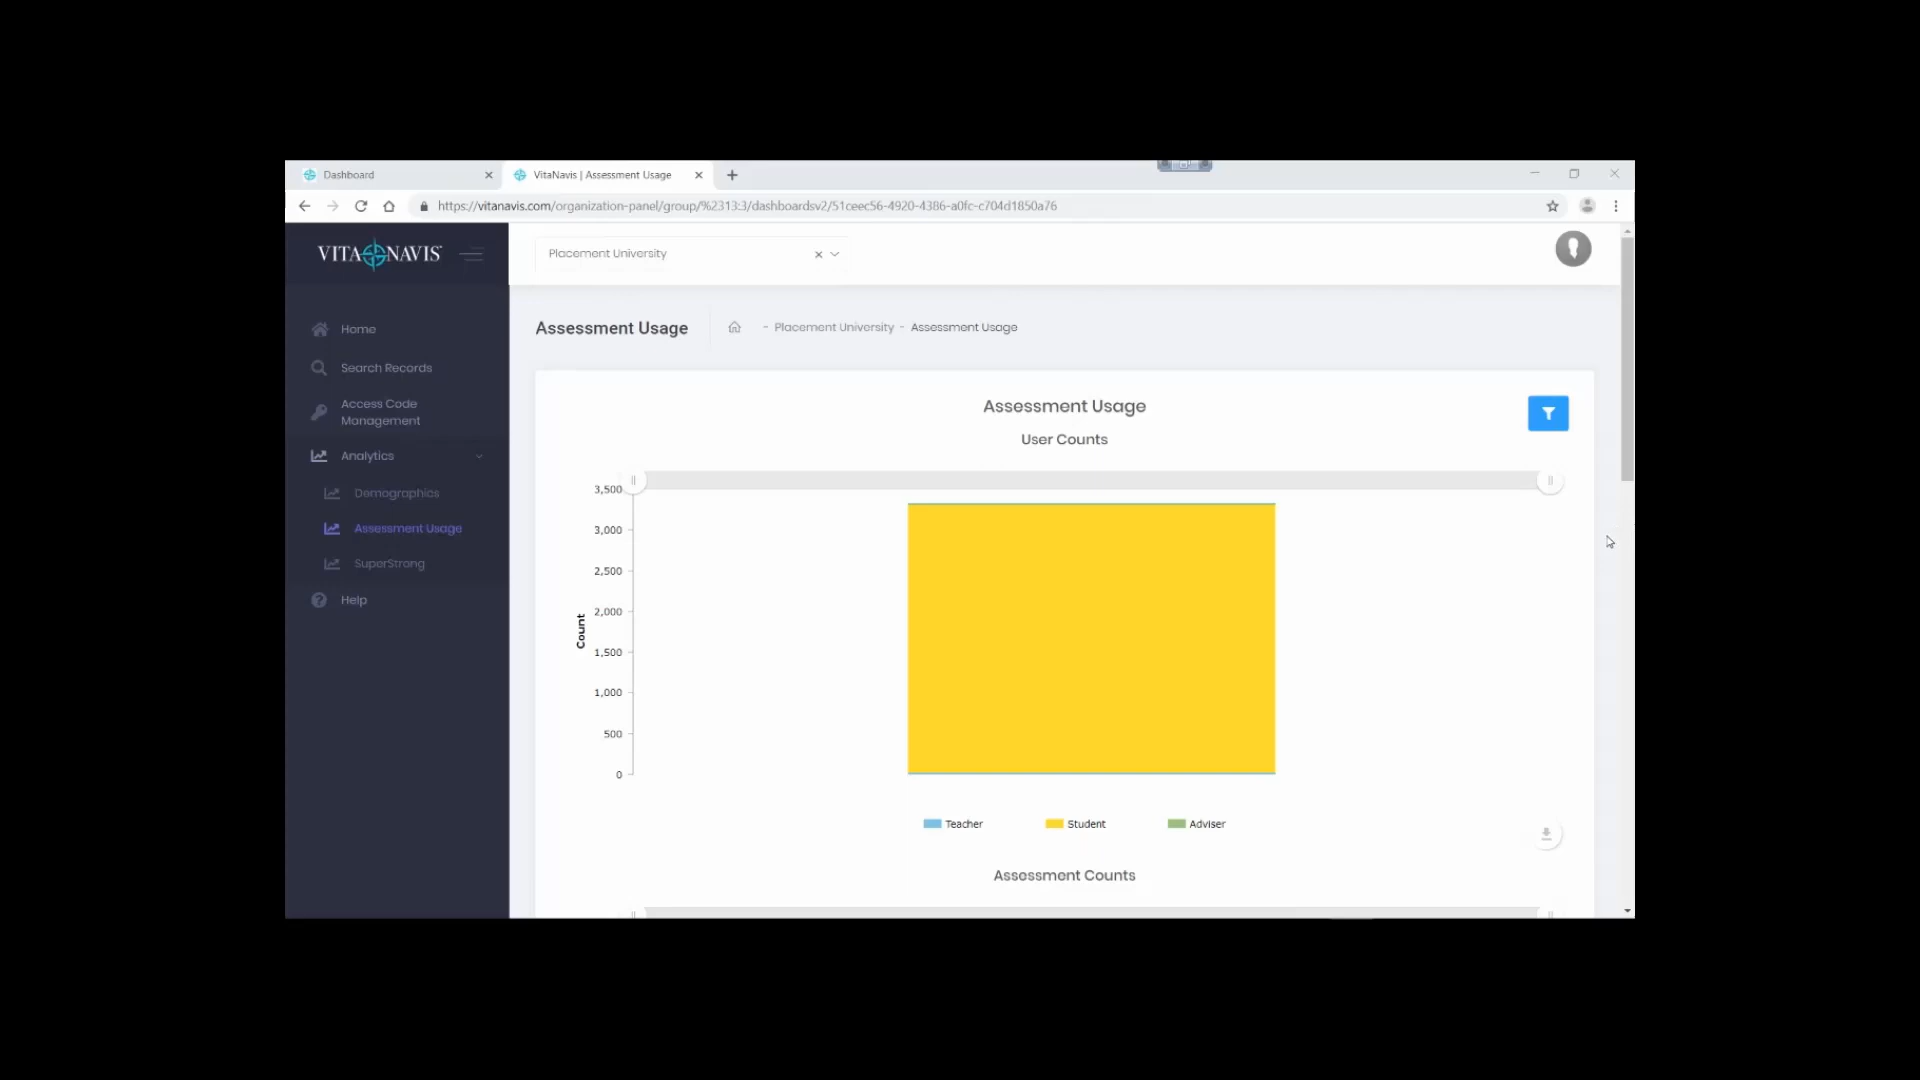 Dashboard
VitaNavis | Assessment Usage
https://vitanavis.com/organization-panel/group/%2313:3/dashboardsv2/51ceec56-4920-4386-a0fc-c704d1850a76
VITA NAVIS
Placement University
Home
Search Records
Access Code
Management
Analytics
Demographics
Assessment Usage
SuperStrong
Help
Assessment Usage
- Placement University - Assessment Usage
Assessment Usage
User Counts
3,500
3,000
2,500
2,000
1,500
1,000
500
0
Count
Teacher
Student
Adviser
Assessment Counts